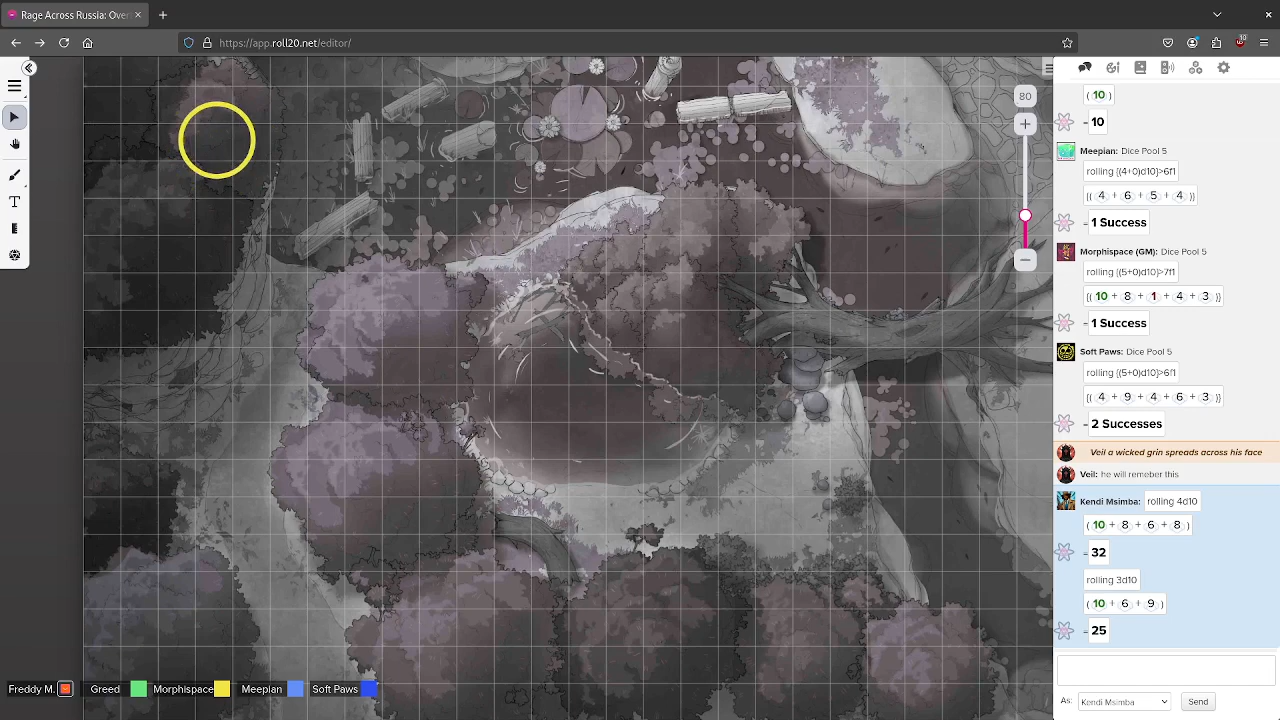 Rage Across Russia: Over
https://app.roll20.net/editor/
10
80
( 10 )
= 10
Meepian: Dice Pool 5
rolling {(4+0)d10}>6f1
({ 4 + 6 + 5 + 4 })
= 1 Success
Morphispace (GM): Dice Pool 5
rolling {(5+0)d10}>7f1
({ 10 + 8 + 1 + 4 + 3 })
= 1 Success
Soft Paws: Dice Pool 5
rolling {(5+0)d10}>6f1
({ 4 + 9 + 4 + 6 + 3 })
= 2 Successes
Veil a wicked grin spreads across his face
Veil: he will remeber this
Kendi Msimba: rolling 4d10
( 10 + 8 + 6 + 8 )
= 32
rolling 3d10
( 10 + 6 + 9 )
= 25
Freddy M. Greed Morphispace Meepian Soft Paws
As: Kendi Msimba Send